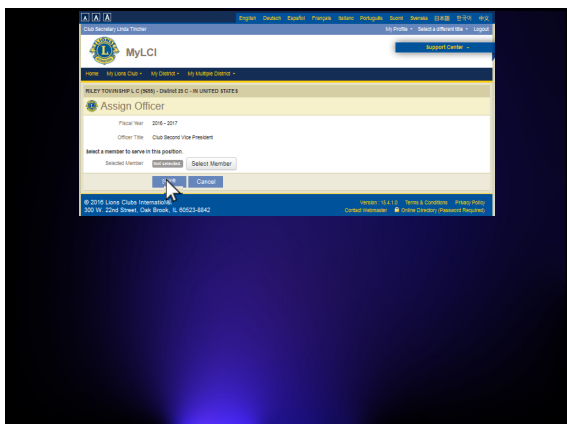 A A A English Deutsch Español Français Italiano Português Suomi Svenska 日本語 한국어 中文
Club Secretary Linda Tincher My Profile Select a different title Logout
MyLCI
Support Center
Home My Lions Club My District My Multiple District
RILEY TOWNSHIP L C - District 25 C - IN UNITED STATES
Assign Officer
Fiscal Year 2016 - 2017
Officer Title Club Second Vice President
Select a member to serve in this position.
Selected Member Not selected Select Member
Cancel
© 2016 Lions Clubs International Version : 15.4.1.0 Terms & Conditions Privacy Policy
300 W. 22nd Street, Oak Brook, IL 60523-8842 Contact Webmaster Online Directory (Password Required)